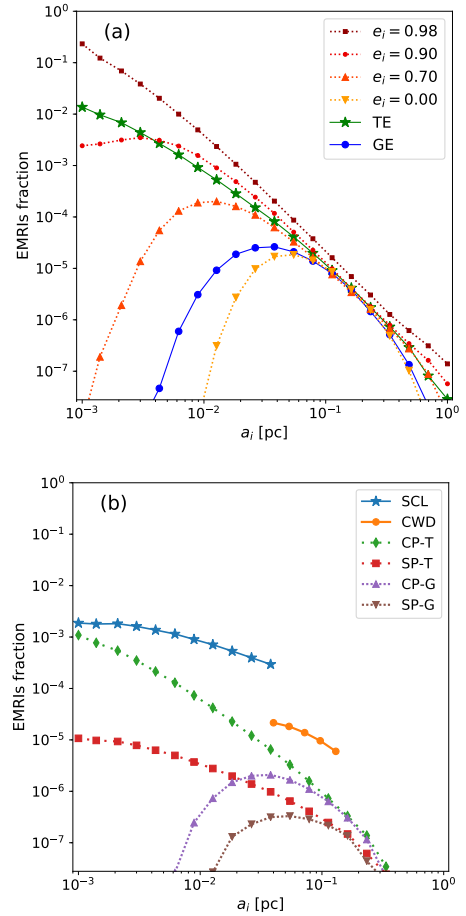 (a)
e_i = 0.98
e_i = 0.90
e_i = 0.70
e_i = 0.00
TE
GE
EMRIs fraction
10^0
10^−1
10^−2
10^−3
10^−4
10^−5
10^−6
10^−7
10^−3 10^−2 10^−1 10^0
a_i [pc]
(b)
SCL
CWD
CP-T
SP-T
CP-G
SP-G
EMRIs fraction
10^0
10^−1
10^−2
10^−3
10^−4
10^−5
10^−6
10^−7
10^−3 10^−2 10^−1 10^0
a_i [pc]